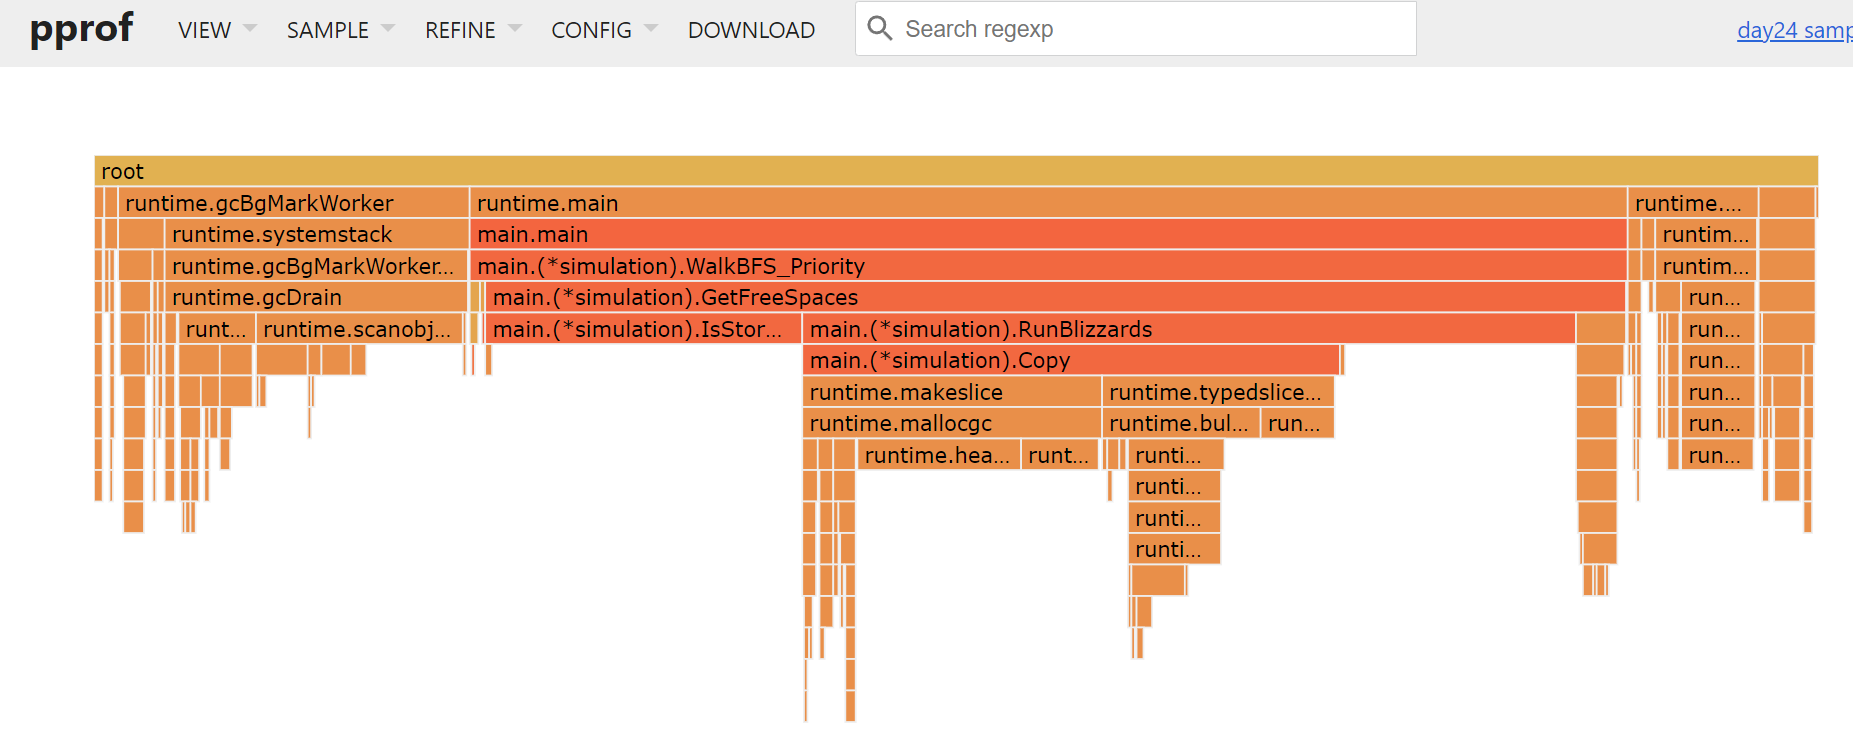 pprof VIEW SAMPLE REFINE CONFIG DOWNLOAD Search regexp day24 samp
root
runtime.gcBgMarkWorker runtime.main runtime....
runtime.systemstack main.main runtim...
runtime.gcBgMarkWorker... main.(*simulation).WalkBFS_Priority runtim...
runtime.gcDrain main.(*simulation).GetFreeSpaces run...
runt... runtime.scanobj... main.(*simulation).IsStor... main.(*simulation).RunBlizzards run...
main.(*simulation).Copy run...
runtime.makeslice runtime.typedslice... run...
runtime.mallocgc runtime.bul... run... run...
runtime.hea... runt... runti... run...
runti...
runti...
runti...